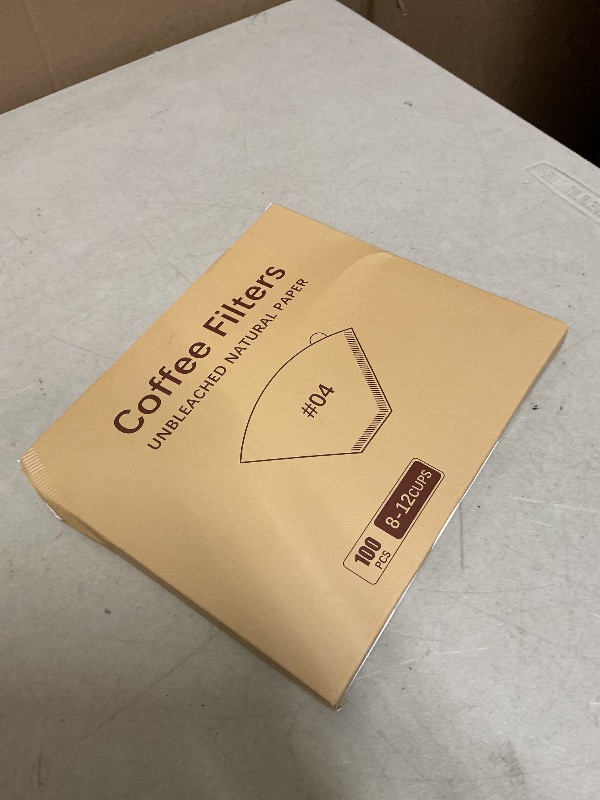 Coffee Filters
UNBLEACHED NATURAL PAPER
#04
100
PCS
8-12CUPS